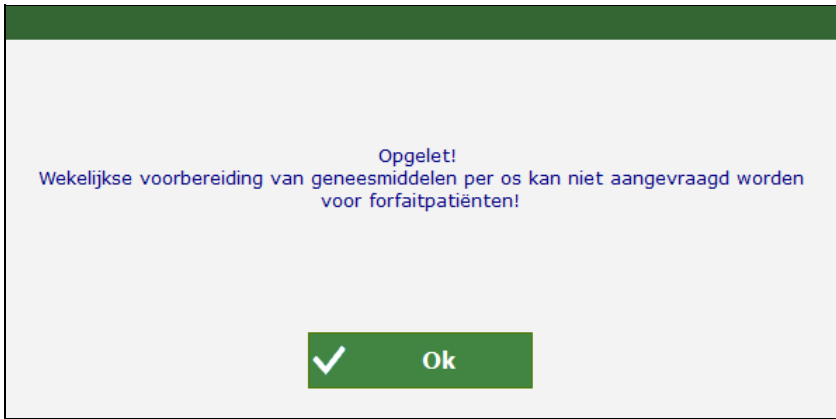 Opgelet!
Wekelijkse voorbereiding van geneesmiddelen per os kan niet aangevraagd worden
voor forfaitpatiënten!
Ok